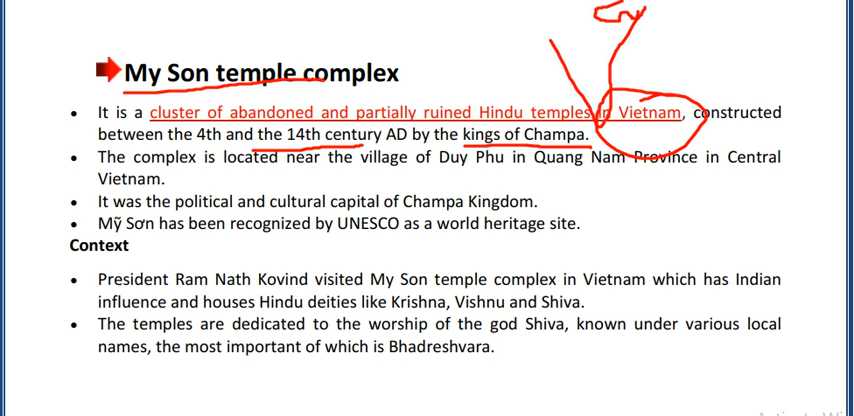 My Son temple complex
• It is a cluster of abandoned and partially ruined Hindu temples in Vietnam, constructed
between the 4th and the 14th century AD by the kings of Champa.
• The complex is located near the village of Duy Phu in Quang Nam Province in Central
Vietnam.
• It was the political and cultural capital of Champa Kingdom.
• Mỹ Sơn has been recognized by UNESCO as a world heritage site.
Context
• President Ram Nath Kovind visited My Son temple complex in Vietnam which has Indian
influence and houses Hindu deities like Krishna, Vishnu and Shiva.
• The temples are dedicated to the worship of the god Shiva, known under various local
names, the most important of which is Bhadreshvara.